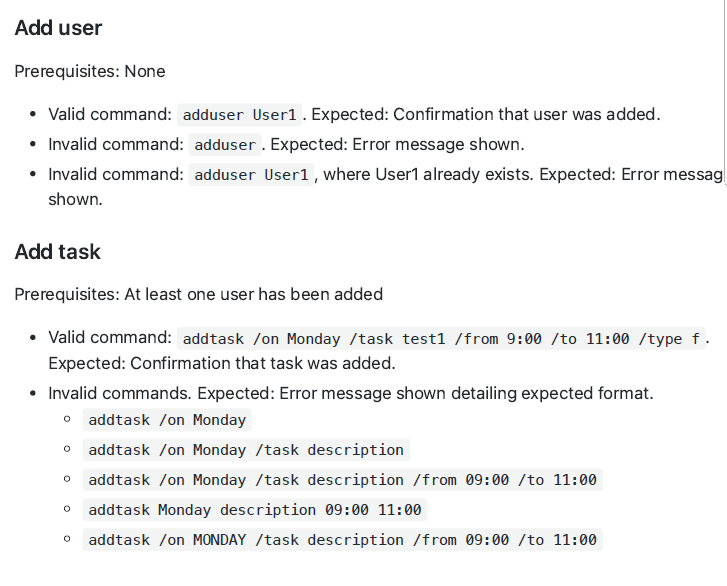 Add user
Prerequisites: None
• Valid command: adduser User1. Expected: Confirmation that user was added.
• Invalid command: adduser. Expected: Error message shown.
• Invalid command: adduser User1, where User1 already exists. Expected: Error messag
shown.
Add task
Prerequisites: At least one user has been added
• Valid command: addtask /on Monday /task test1 /from 9:00 /to 11:00 /type f.
Expected: Confirmation that task was added.
• Invalid commands. Expected: Error message shown detailing expected format.
◦ addtask /on Monday
◦ addtask /on Monday /task description
◦ addtask /on Monday /task description /from 09:00 /to 11:00
◦ addtask Monday description 09:00 11:00
◦ addtask /on MONDAY /task description /from 09:00 /to 11:00